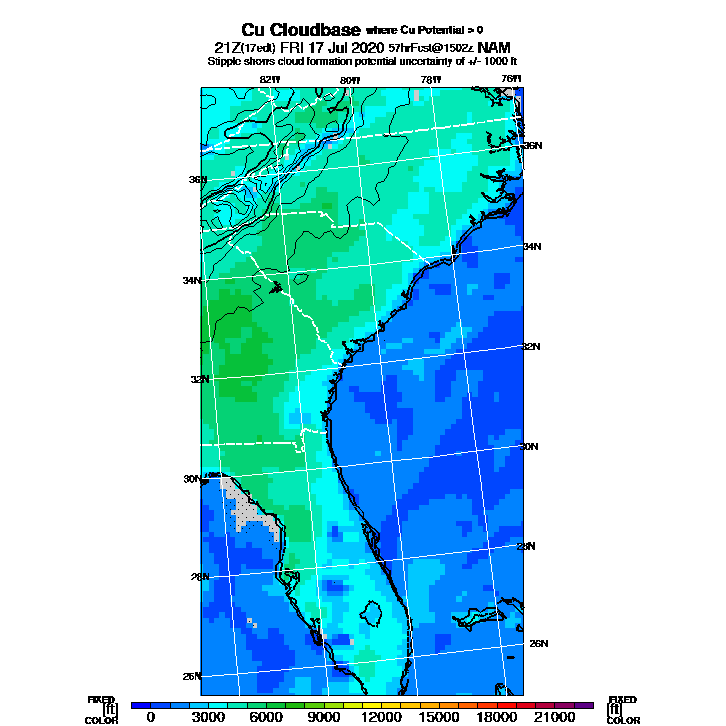 Cu Cloudbase where Cu Potential > 0
21Z(17edt) FRI 17 Jul 2020 57hrFcst@1502z NAM
Stipple shows cloud formation potential uncertainty of +/- 1000 ft
82W 80W 78W 76W
36N
36N
34N
34N
32N
32N
30N
30N
28N
28N
26N
26N
FIXED FIXED
[ft] [ft]
COLOR COLOR
0 3000 6000 9000 12000 15000 18000 21000